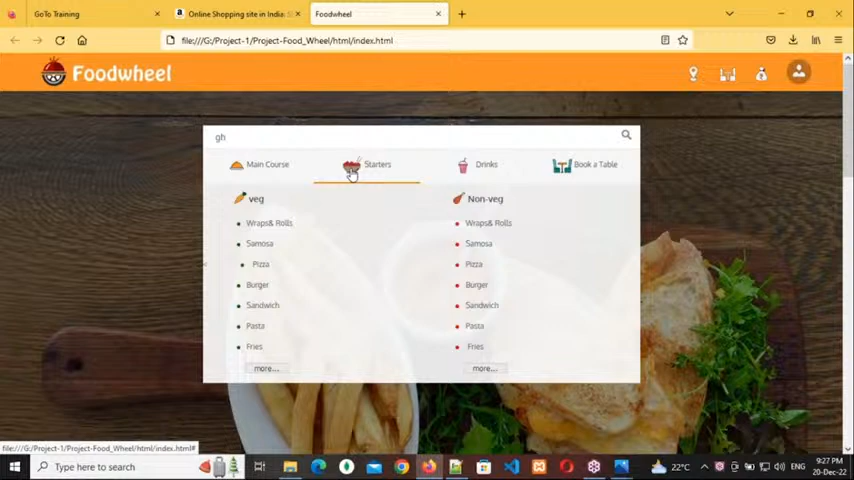 GoTo Training
Online Shopping site in India:
Foodwheel
file:///G:/Project-1/Project-Food_Wheel/html/index.html
Foodwheel
gh
Main Course
Starters
Drinks
Book a Table
veg
Non-veg
Wraps& Rolls
Wraps& Rolls
Samosa
Samosa
Pizza
Pizza
Burger
Burger
Sandwich
Sandwich
Pasta
Pasta
Fries
Fries
more...
more...
file:///G:/Project-1/Project-Food_Wheel/html/index.html#
Type here to search
22°C
ENG
9:27 PM
20-Dec-22